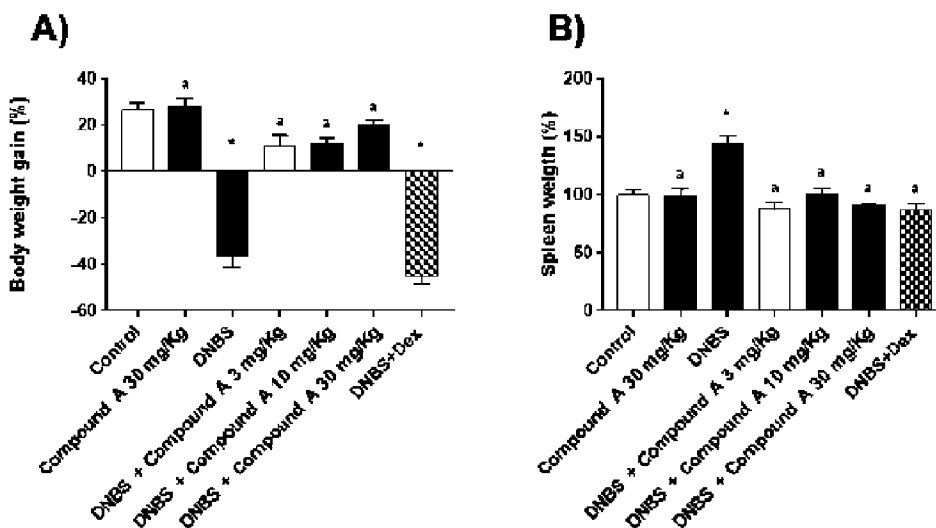 A)
Body weight gain (%)
40
20
0
-20
-40
-60
a
*
a
a
a
*
Control
Compound A 30 mg/Kg
DNBS
DNBS + Compound A 3 mg/Kg
DNBS + Compound A 10 mg/Kg
DNBS + Compound A 30 mg/Kg
DNBS+Dex
B)
Spleen weigth (%)
200
150
100
50
0
a
*
a
a
a
a
Control
Compound A 30 mg/Kg
DNBS
DNBS + Compound A 3 mg/Kg
DNBS + Compound A 10 mg/Kg
DNBS + Compound A 30 mg/Kg
DNBS+Dex